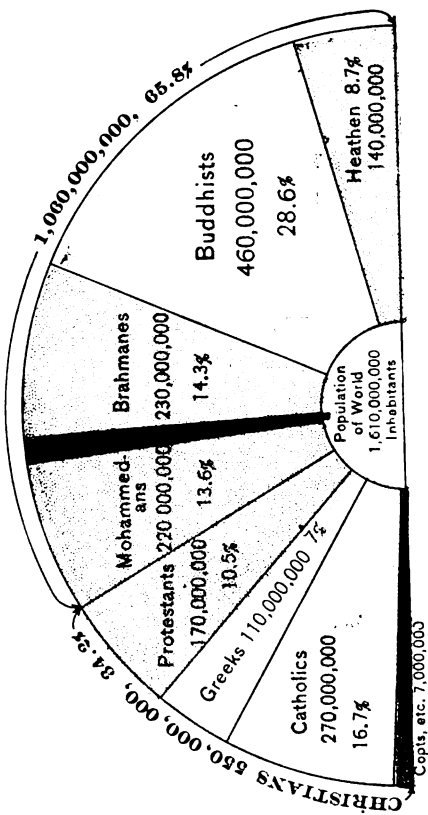 1,060,000,000, 65.8%
Heathen 8.7%
140,000,000
Buddhists
460,000,000
28.6%
Brahmanes
230,000,000
14.3%
Mohammed-
ans
220 000,000
13.6%
Protestants
170,000,000
10.5%
Greeks 110,000,000 7%
Catholics
270,000,000
16.7%
Copts, etc. 7,000,000
CHRISTIANS 550,000,000, 34.2%
Population
of World
1,610,000,000
Inhabitants